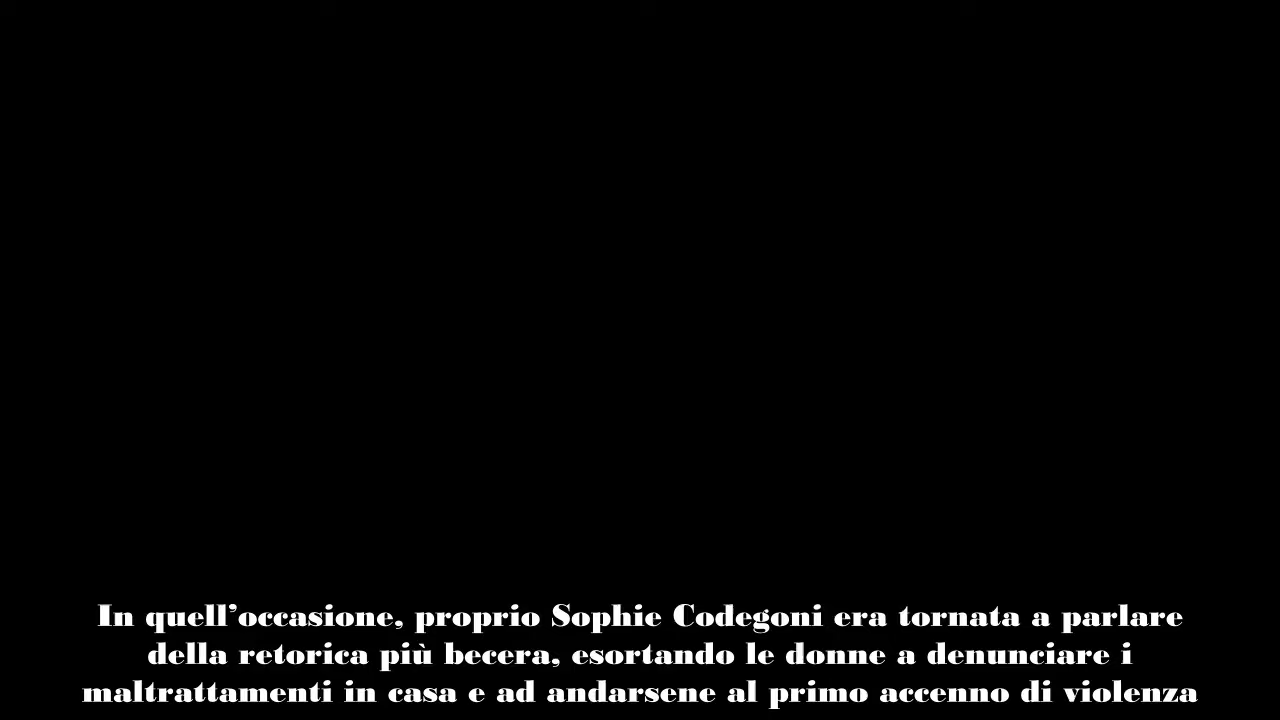 In quell’occasione, proprio Sophie Codegoni era tornata a parlare
della retorica più becera, esortando le donne a denunciare i
maltrattamenti in casa e ad andarsene al primo accenno di violenza